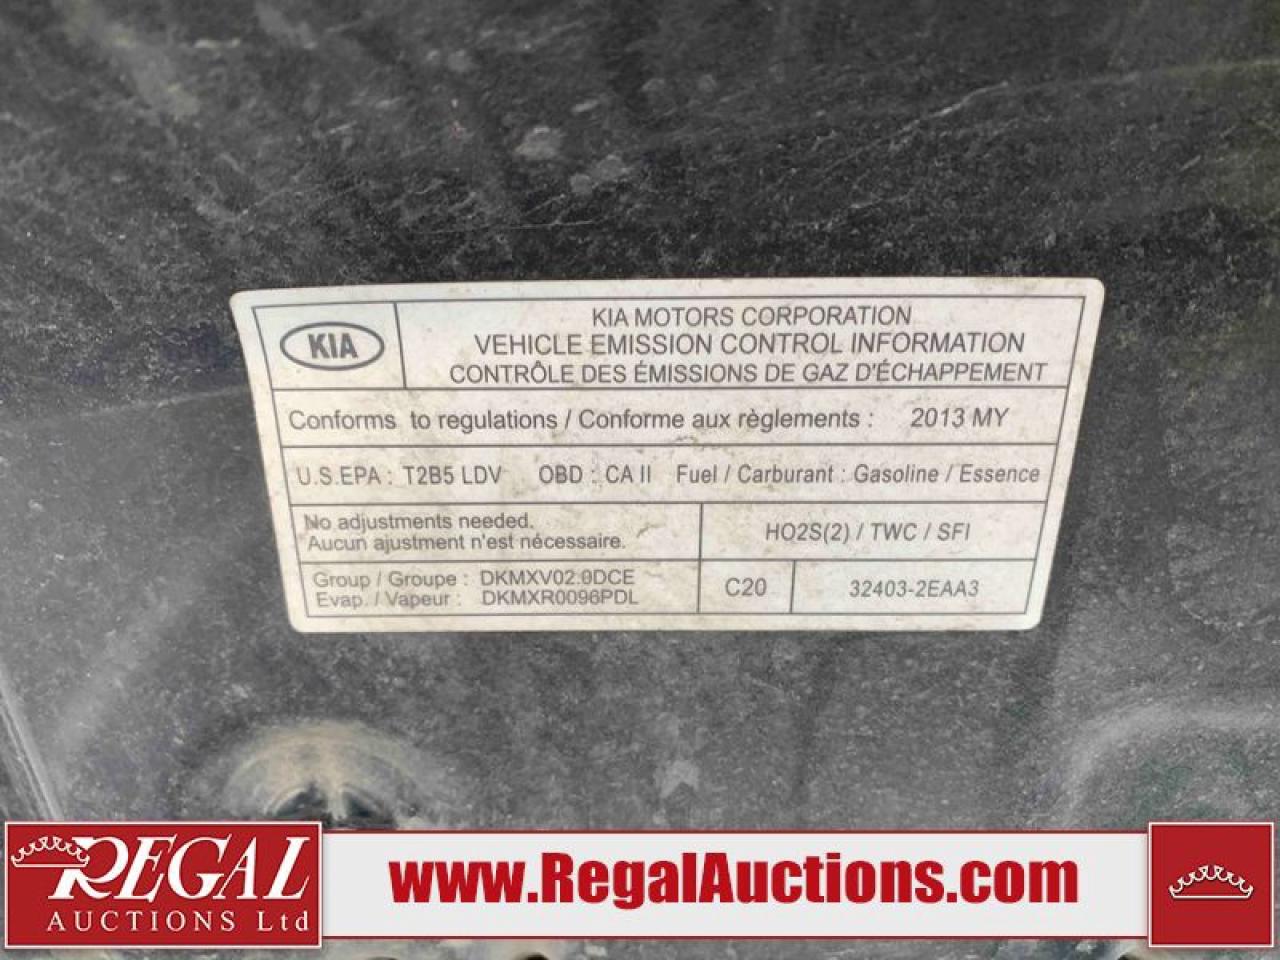 KIA
KIA MOTORS CORPORATION
VEHICLE EMISSION CONTROL INFORMATION
CONTRÔLE DES ÉMISSIONS DE GAZ D'ÉCHAPPEMENT
Conforms to regulations / Conforme aux règlements : 2013 MY
U.S.EPA : T2B5 LDV OBD : CA II Fuel / Carburant : Gasoline / Essence
No adjustments needed.
Aucun ajustment n'est nécessaire.
HO2S(2) / TWC / SFI
Group / Groupe : DKMXV02.0DCE
Evap. / Vapeur : DKMXR0096PDL
C20
32403-2EAA3
REGAL
AUCTIONS Ltd
www.RegalAuctions.com